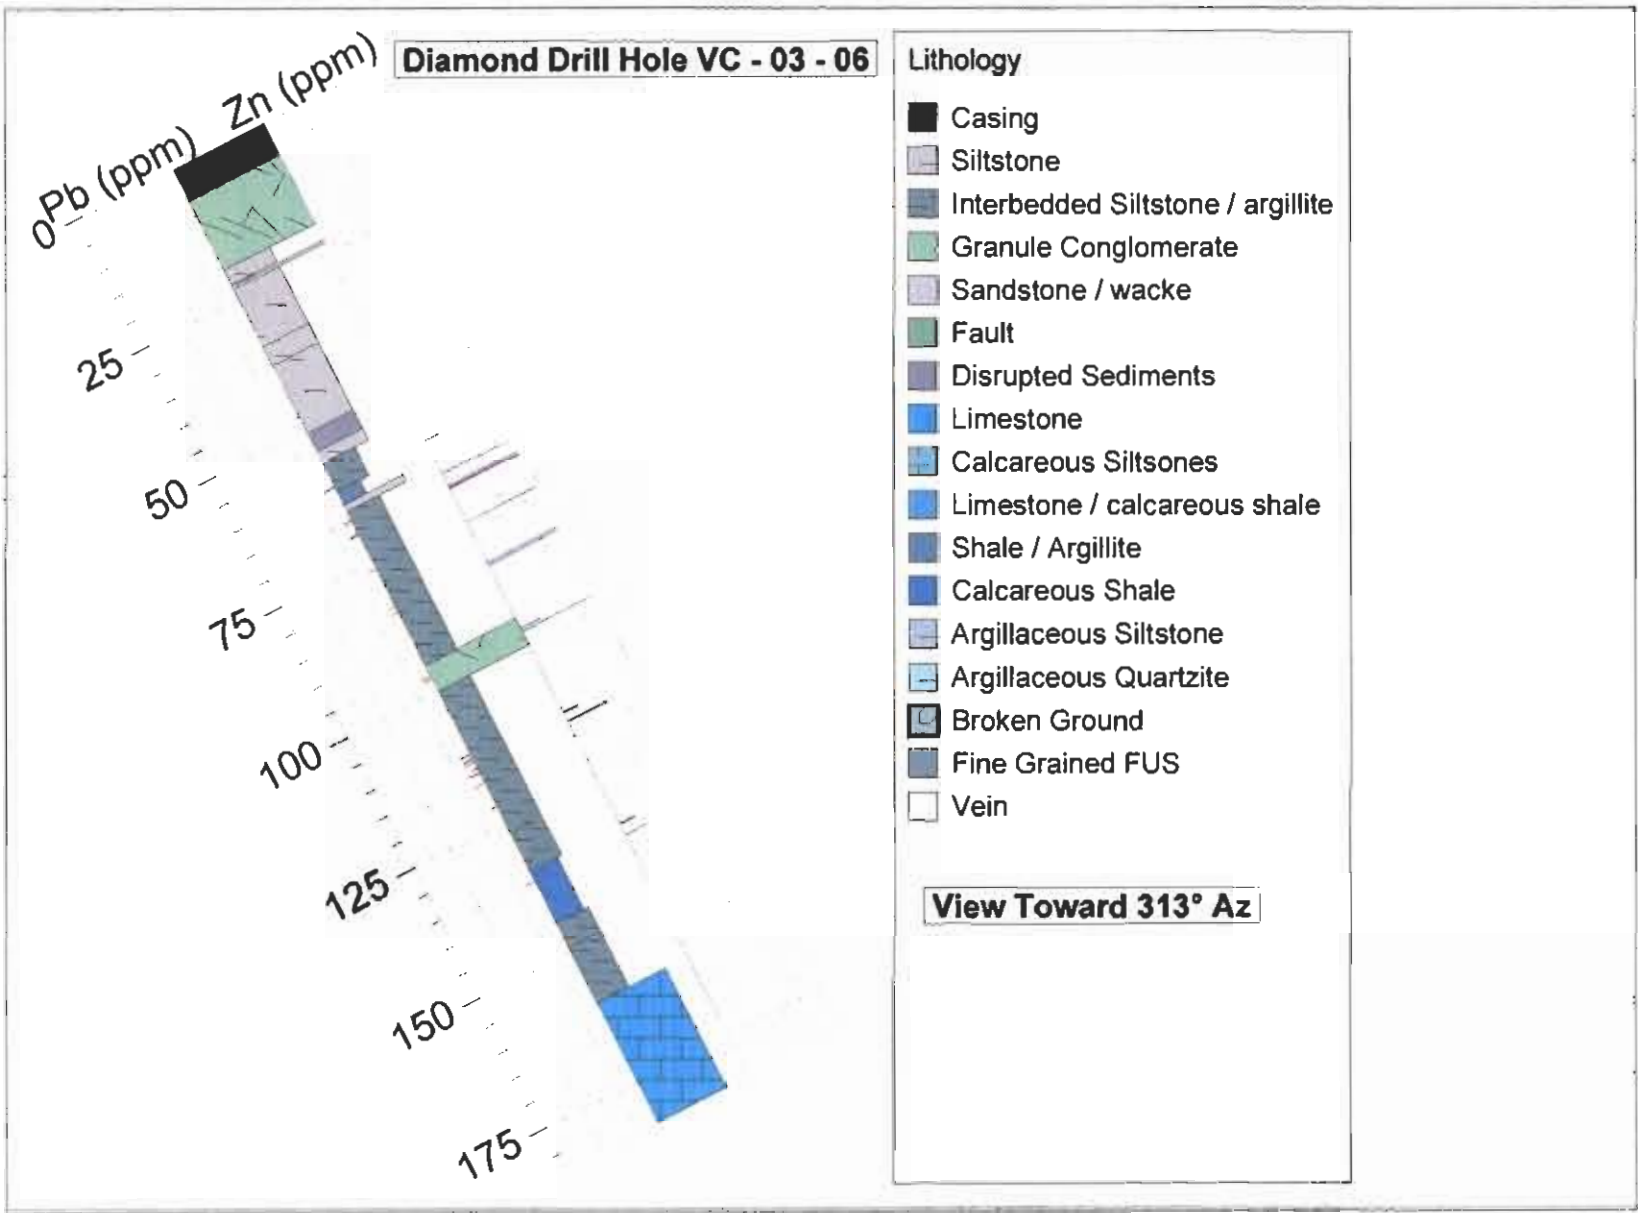 Diamond Drill Hole VC - 03 - 06
Zn (ppm)
Pb (ppm)
0
25
50
75
100
125
150
175
Lithology
Casing
Siltstone
Interbedded Siltstone / argillite
Granule Conglomerate
Sandstone / wacke
Fault
Disrupted Sediments
Limestone
Calcareous Siltsones
Limestone / calcareous shale
Shale / Argillite
Calcareous Shale
Argillaceous Siltstone
Argillaceous Quartzite
Broken Ground
Fine Grained FUS
Vein
View Toward 313° Az